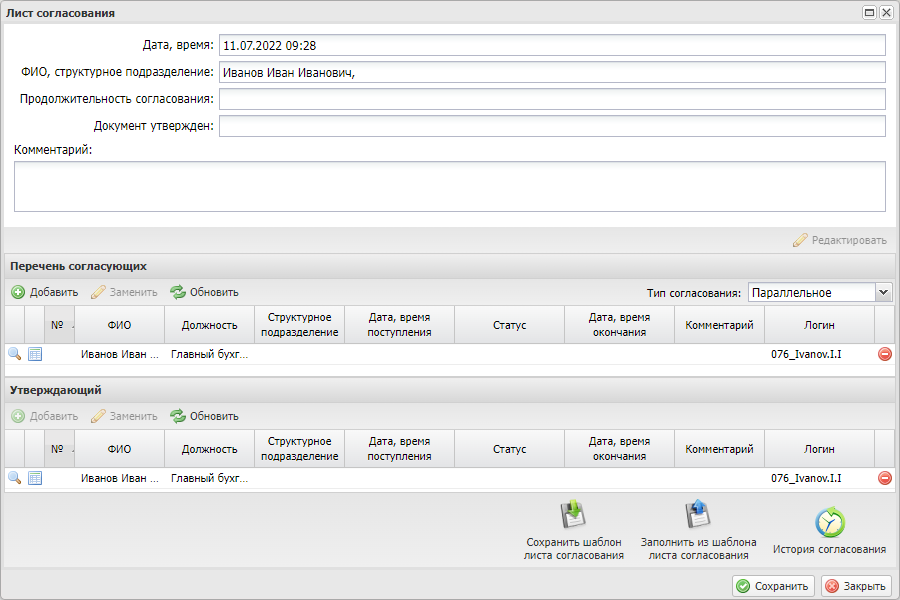 Лист согласования
Дата, время: 11.07.2022 09:28
ФИО, структурное подразделение: Иванов Иван Иванович,
Продолжительность согласования:
Документ утвержден:
Комментарий:
Редактировать
Перечень согласующих
Добавить Заменить Обновить Тип согласования: Параллельное
№ ФИО Должность Структурное подразделение Дата, время поступления Статус Дата, время окончания Комментарий Логин
Иванов Иван ... Главный бухг... 076_Ivanov.I.I
Утверждающий
Добавить Заменить Обновить
№ ФИО Должность Структурное подразделение Дата, время поступления Статус Дата, время окончания Комментарий Логин
Иванов Иван ... Главный бухг... 076_Ivanov.I.I
Сохранить шаблон листа согласования
Заполнить из шаблона листа согласования
История согласования
Сохранить Закрыть